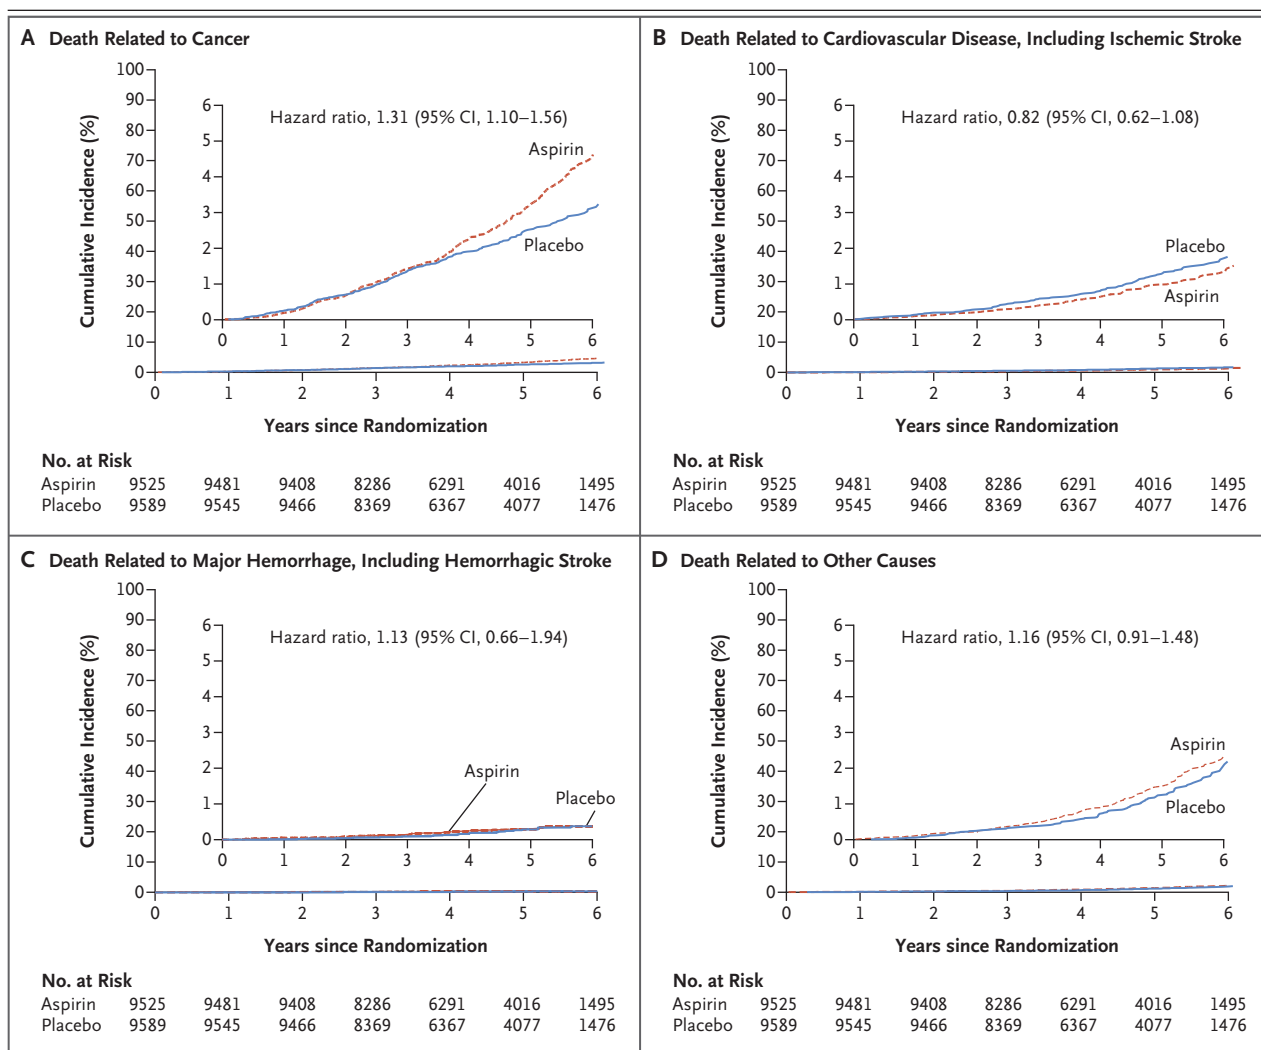 A Death Related to Cancer
Cumulative Incidence (%)
100
90
80
70
60
50
40
30
20
10
0
6
5
4
3
2
1
0
Hazard ratio, 1.31 (95% CI, 1.10–1.56)
Aspirin
Placebo
0 1 2 3 4 5 6
0 1 2 3 4 5 6
Years since Randomization
No. at Risk
Aspirin 9525 9481 9408 8286 6291 4016 1495
Placebo 9589 9545 9466 8369 6367 4077 1476
B Death Related to Cardiovascular Disease, Including Ischemic Stroke
Cumulative Incidence (%)
100
90
80
70
60
50
40
30
20
10
0
6
5
4
3
2
1
0
Hazard ratio, 0.82 (95% CI, 0.62–1.08)
Placebo
Aspirin
0 1 2 3 4 5 6
0 1 2 3 4 5 6
Years since Randomization
No. at Risk
Aspirin 9525 9481 9408 8286 6291 4016 1495
Placebo 9589 9545 9466 8369 6367 4077 1476
C Death Related to Major Hemorrhage, Including Hemorrhagic Stroke
Cumulative Incidence (%)
100
90
80
70
60
50
40
30
20
10
0
6
5
4
3
2
1
0
Hazard ratio, 1.13 (95% CI, 0.66–1.94)
Aspirin
Placebo
0 1 2 3 4 5 6
0 1 2 3 4 5 6
Years since Randomization
No. at Risk
Aspirin 9525 9481 9408 8286 6291 4016 1495
Placebo 9589 9545 9466 8369 6367 4077 1476
D Death Related to Other Causes
Cumulative Incidence (%)
100
90
80
70
60
50
40
30
20
10
0
6
5
4
3
2
1
0
Hazard ratio, 1.16 (95% CI, 0.91–1.48)
Aspirin
Placebo
0 1 2 3 4 5 6
0 1 2 3 4 5 6
Years since Randomization
No. at Risk
Aspirin 9525 9481 9408 8286 6291 4016 1495
Placebo 9589 9545 9466 8369 6367 4077 1476